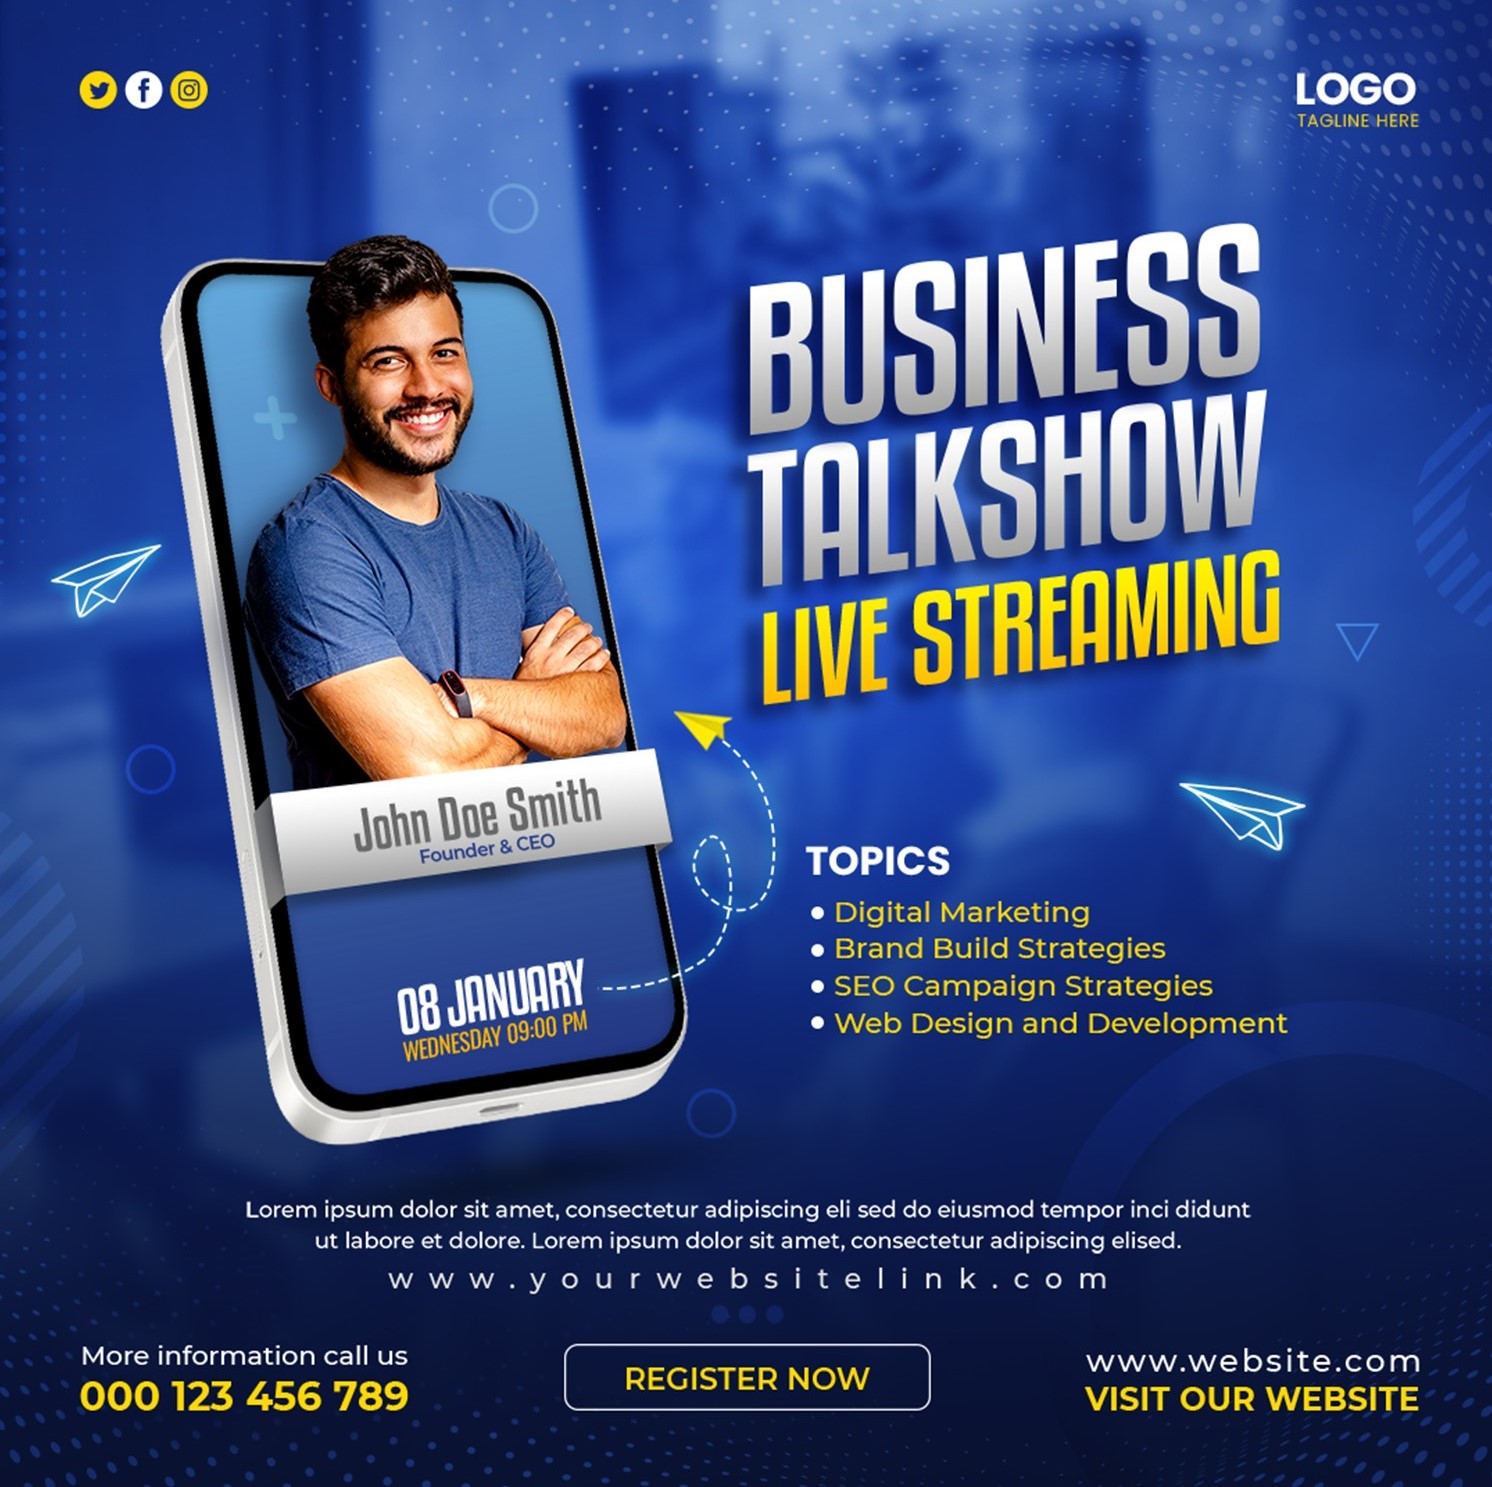 LOGO
TAGLINE HERE
BUSINESS
TALKSHOW
LIVE STREAMING
John Doe Smith
Founder & CEO
08 JANUARY
WEDNESDAY 09:00 PM
TOPICS
Digital Marketing
Brand Build Strategies
SEO Campaign Strategies
Web Design and Development
Lorem ipsum dolor sit amet, consectetur adipiscing eli sed do eiusmod tempor inci didunt
ut labore et dolore. Lorem ipsum dolor sit amet, consectetur adipiscing elised.
www.yourwebsitelink.com
More information call us
000 123 456 789
REGISTER NOW
www.website.com
VISIT OUR WEBSITE